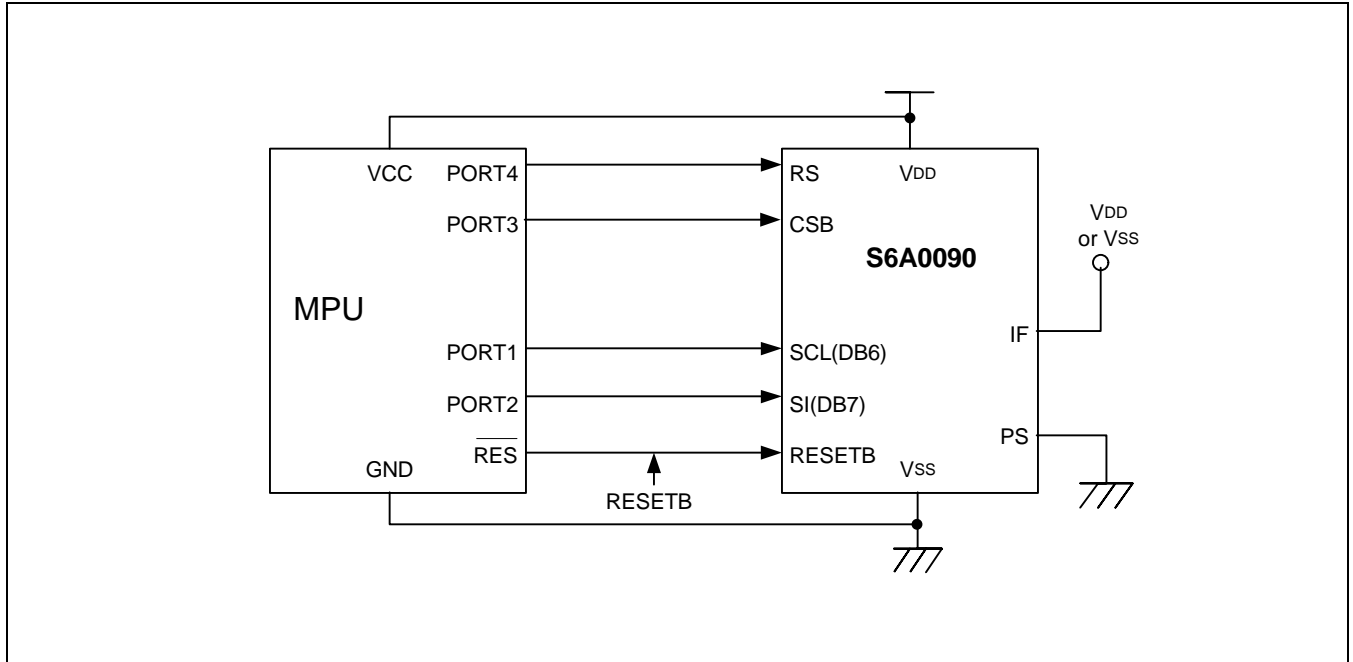 VCC
PORT4
PORT3
MPU
PORT1
PORT2
RES
GND
RESETB
RS
VDD
CSB
S6A0090
SCL(DB6)
SI(DB7)
RESETB
VSS
VDD
or VSS
IF
PS